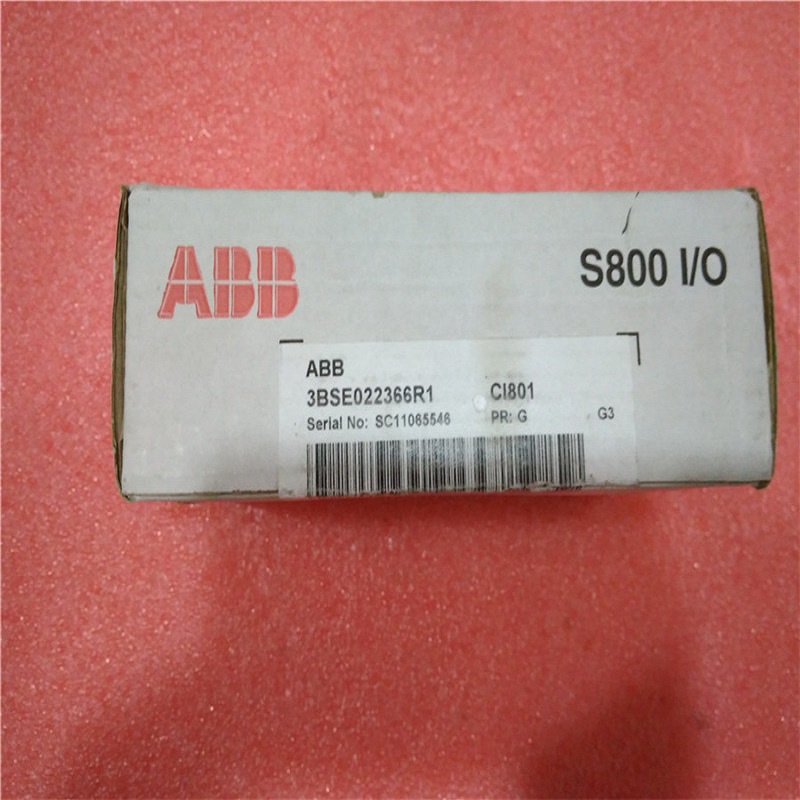 ABB
S800 I/O
ABB
3BSE022366R1 CI801
Serial No: SC11065546 PR: G G3